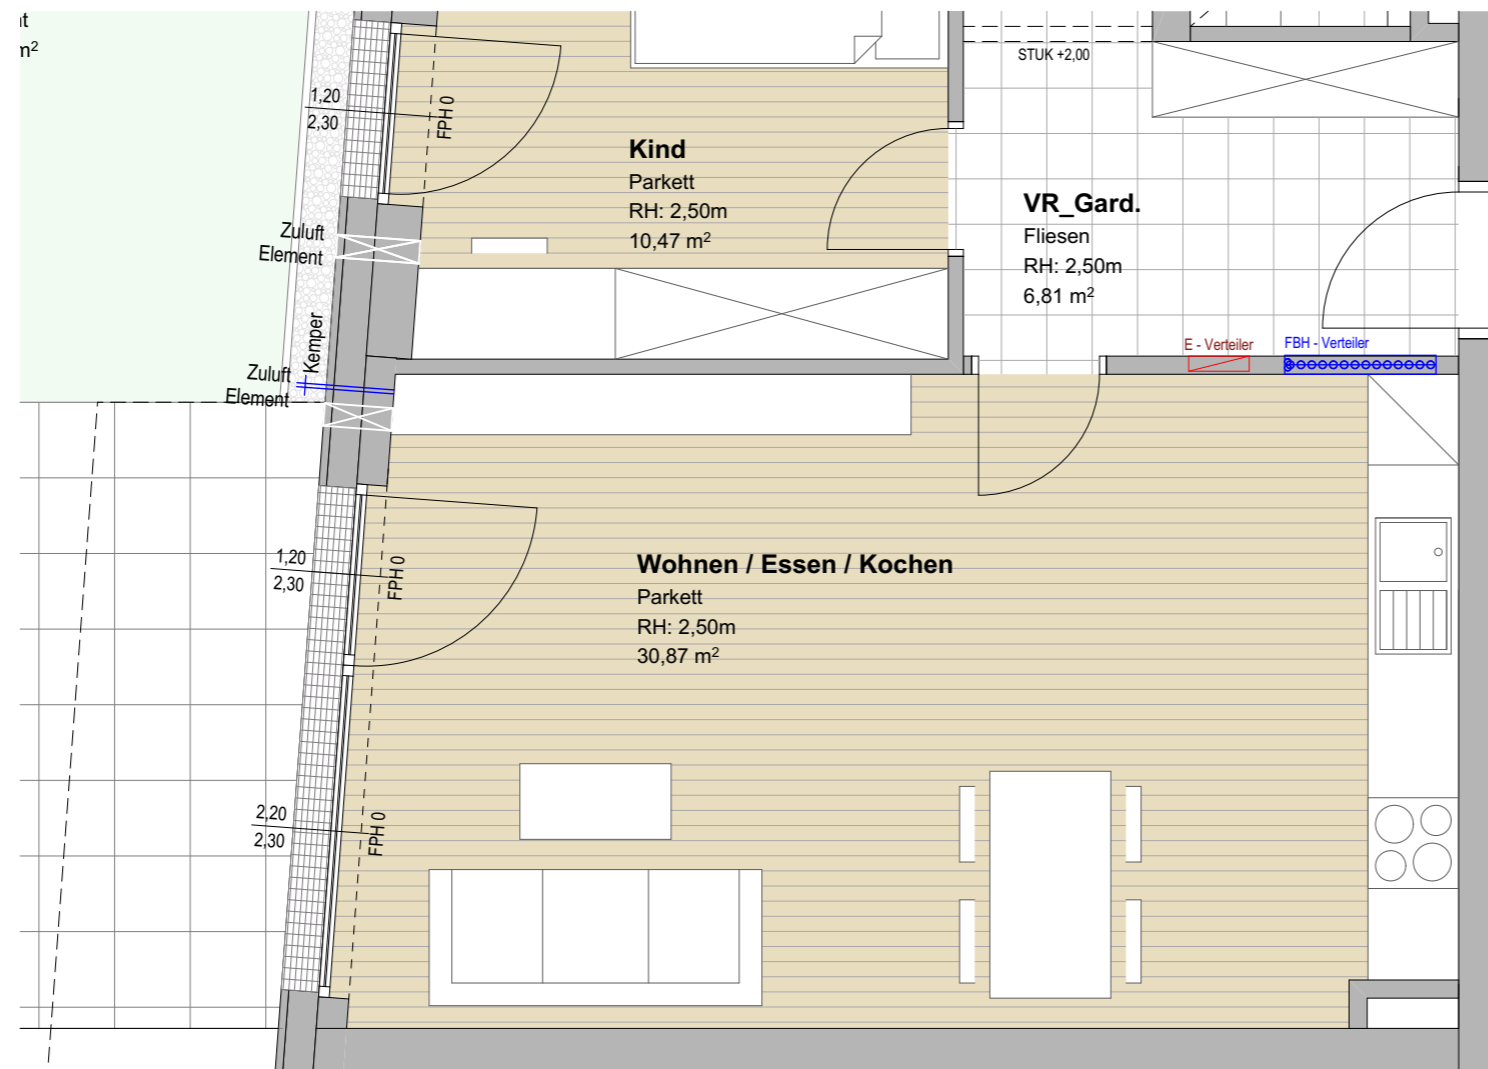 m²
STUK +2,00
1,20
2,30
FPH 0
Kind
Parkett
RH: 2,50m
10,47 m²
VR_Gard.
Fliesen
RH: 2,50m
6,81 m²
Zuluft
Element
Kemper
E - Verteiler
FBH - Verteiler
Zuluft
Element
1,20
2,30
FPH 0
Wohnen / Essen / Kochen
Parkett
RH: 2,50m
30,87 m²
2,20
2,30
FPH 0